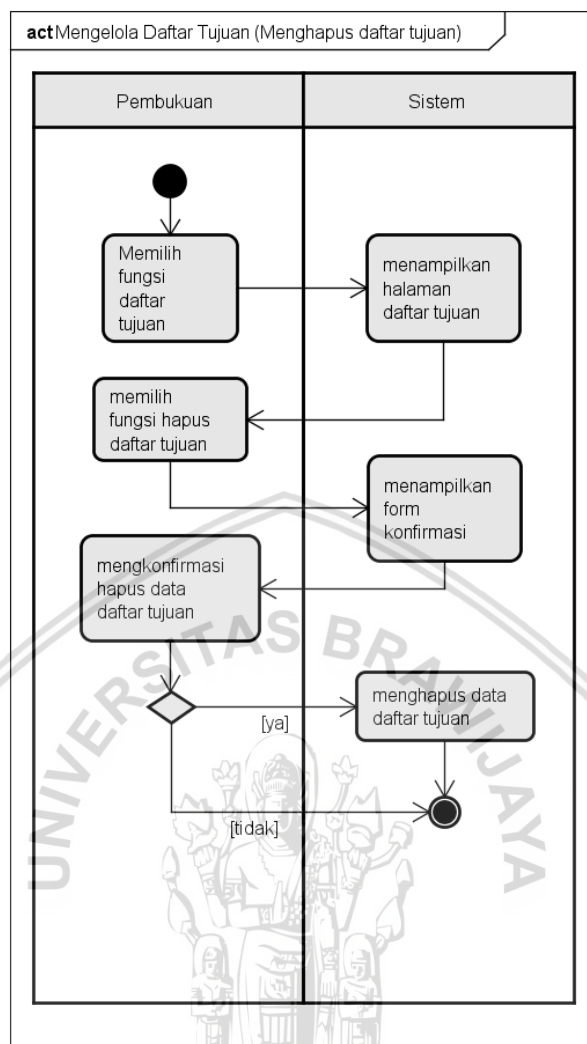 act Mengelola Daftar Tujuan (Menghapus daftar tujuan)
Pembukuan
Sistem
Memilih
fungsi
daftar
tujuan
menampilkan
halaman
daftar tujuan
memilih
fungsi hapus
daftar tujuan
menampilkan
form
konfirmasi
mengkonfirmasi
hapus data
daftar tujuan
[ya]
menghapus data
daftar tujuan
[tidak]
UNIVERSITAS BRAWIJAYA